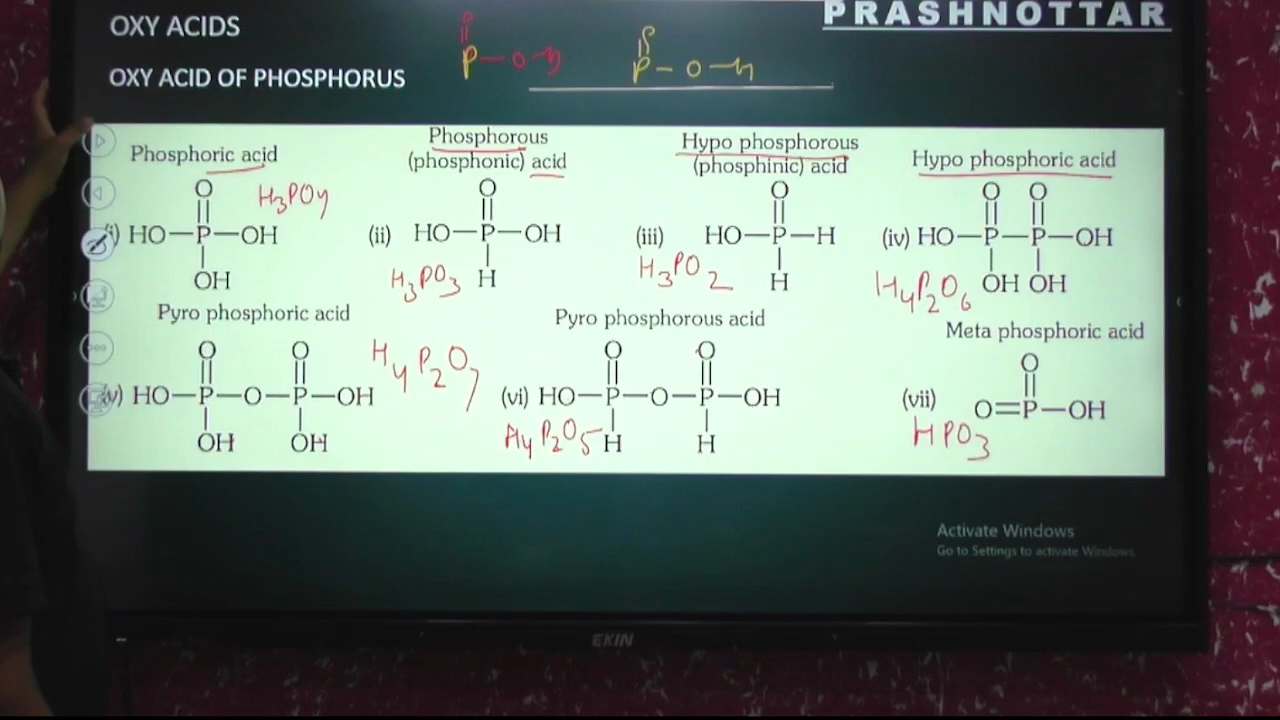 OXY ACIDS
PRASHNOTTAR
O
P-O-H
P-O-H
OXY ACID OF PHOSPHORUS
Phosphoric acid
H3PO4
O
(i) HO-P-OH
OH
Phosphorous
(phosphonic) acid
O
(ii) HO-P-OH
H3PO3 H
Hypo phosphorous
(phosphinic) acid
O
(iii) HO-P-H
H3PO2 H
Hypo phosphoric acid
O O
(iv) HO-P-P-OH
H4P2O6 OH OH
Pyro phosphoric acid
O O
(v) HO-P-O-P-OH
OH OH
H4P2O7
Pyro phosphorous acid
O O
(vi) HO-P-O-P-OH
H4P2O5 H H
Meta phosphoric acid
O
(vii) O=P-OH
HPO3
Activate Windows
Go to Settings to activate Windows
EKIN